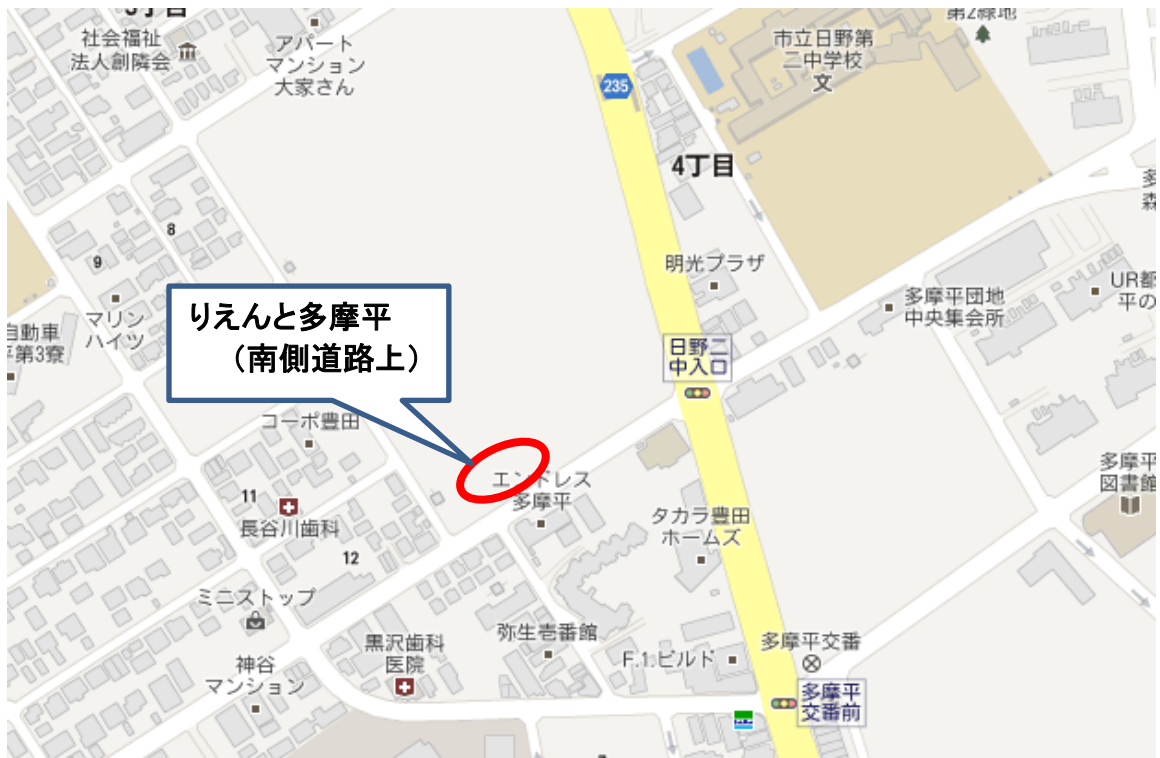 5丁目
社会福祉
法人創隣会
アパート
マンション
大家さん
235
市立日野第
二中学校
文
第2緑地
4丁目
8
9
マリン
ハイツ
自動車
第3寮
りえんと多摩平
（南側道路上）
明光プラザ
多摩平団地
中央集会所
UR都
平の
多
森
日野二
中入口
コーポ豊田
11
長谷川歯科
12
エンドレス
多摩平
タカラ豊田
ホームズ
多摩平
図書館
ミニストップ
黒沢歯科
医院
弥生壱番館
F.1.ビルド
多摩平交番
神谷
マンション
多摩平
交番前